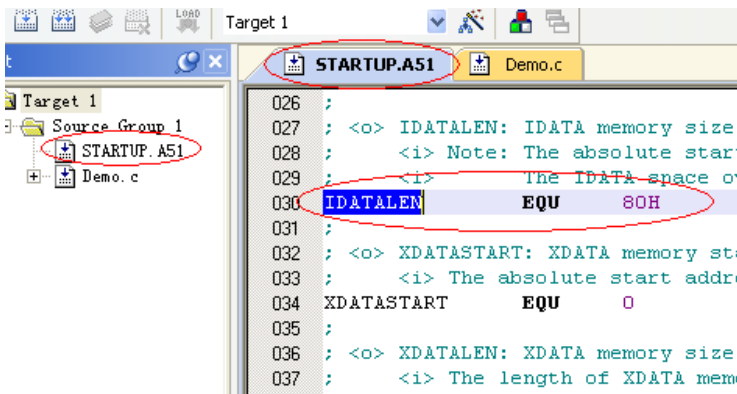 LOAD
Target 1
STARTUP.A51 Demo.c
Target 1
Source Group 1
STARTUP.A51
Demo.c
026 ;
027 ; <o> IDATALEN: IDATA memory size
028 ; <i> Note: The absolute star
029 ; <i> The IDATA space ov
030 IDATALEN EQU 80H
031 ;
032 ; <o> XDATASTART: XDATA memory sta
033 ; <i> The absolute start addre
034 XDATASTART EQU 0
035 ;
036 ; <o> XDATALEN: XDATA memory size
037 ; <i> The length of XDATA mem